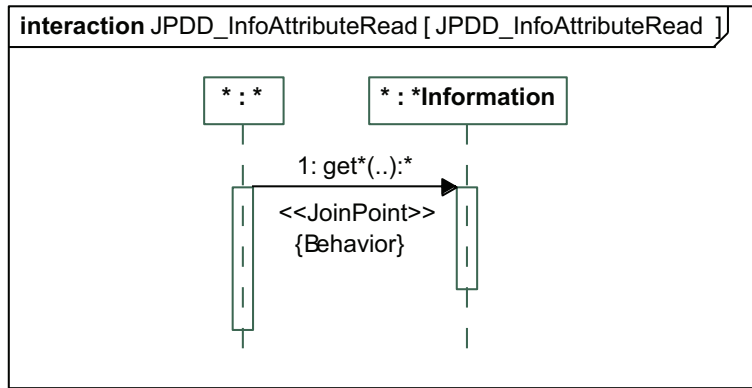 interaction JPDD_InfoAttributeRead [ JPDD_InfoAttributeRead ]
* : *
* : *Information
1: get*(..):*
<<JoinPoint>>
{Behavior}